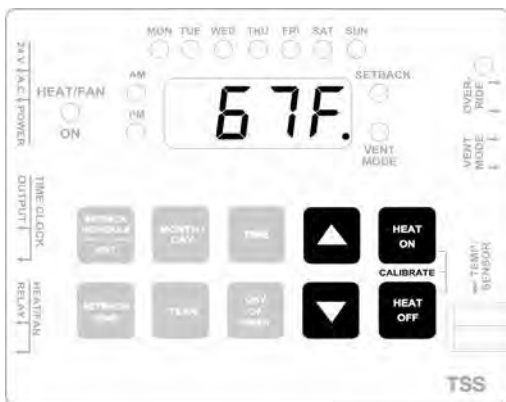 MON TUE WED THU FRI SAT SUN
24 V A.C. POWER
HEAT/FAN
ON
AM
PM
67F.
SETBACK
VENT
MODE
OVER-
RIDE
VENT
MODE
TIME CLOCK
OUTPUT
SETBACK
SCHEDULE
MONTH/
DAY
TIME
HEAT
ON
CALIBRATE
TEMP.
SENSOR
HEAT/FAN
RELAY
SETBACK
YEAR
DAY
OF
WEEK
HEAT
OFF
TSS